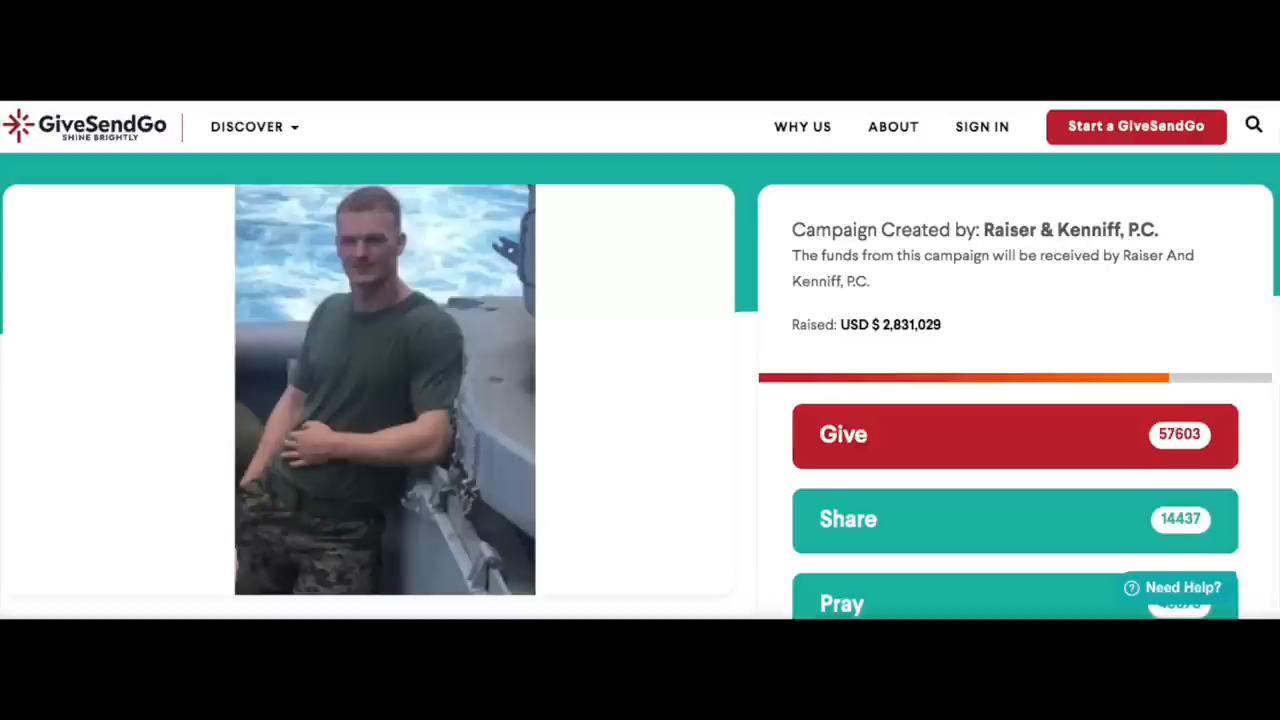 GiveSendGo
SHINE BRIGHTLY
DISCOVER
WHY US
ABOUT
SIGN IN
Start a GiveSendGo
Campaign Created by: Raiser & Kenniff, P.C.
The funds from this campaign will be received by Raiser And
Kenniff, P.C.
Raised: USD $ 2,831,029
Give 57603
Share 14437
Need Help?
Pray